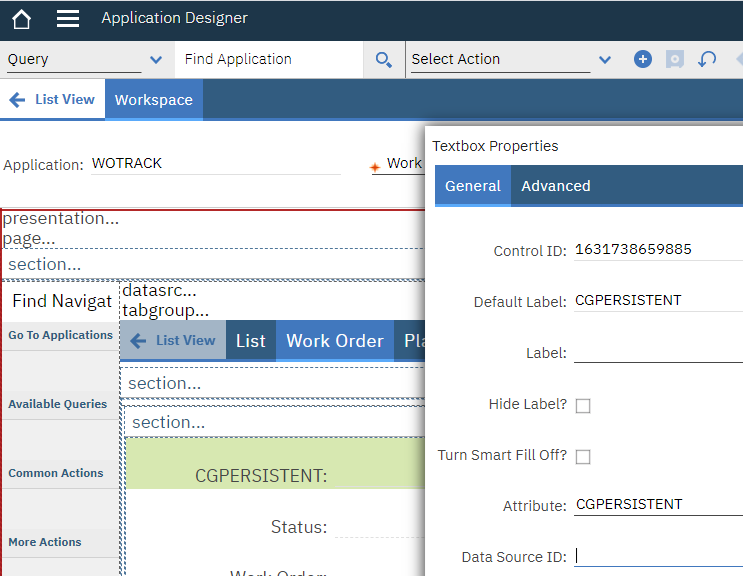 Application Designer
Query Find Application Select Action
List View Workspace
Application: WOTRACK Work
presentation...
page...
section...
Find Navigat
Go To Applications
Available Queries
Common Actions
More Actions
datasrc...
tabgroup...
List View List Work Order
section...
section...
CGPERSISTENT:
Status:
Textbox Properties
General Advanced
Control ID: 1631738659885
Default Label: CGPERSISTENT
Label:
Hide Label?
Turn Smart Fill Off?
Attribute: CGPERSISTENT
Data Source ID: